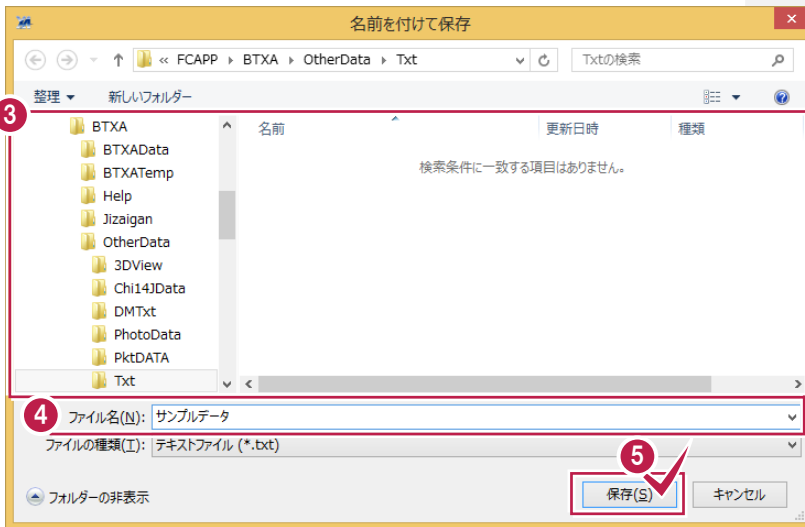 名前を付けて保存
« FCAPP ▸ BTXA ▸ OtherData ▸ Txt
Txtの検索
整理 ▼ 新しいフォルダー
3
BTXA
BTXAData
BTXATemp
Help
Jizaigan
OtherData
3DView
Chi14JData
DMTxt
PhotoData
PktDATA
Txt
名前 更新日時 種類
検索条件に一致する項目はありません。
4
ファイル名(N): サンプルデータ
ファイルの種類(T): テキストファイル (*.txt)
5
フォルダーの非表示
保存(S) キャンセル